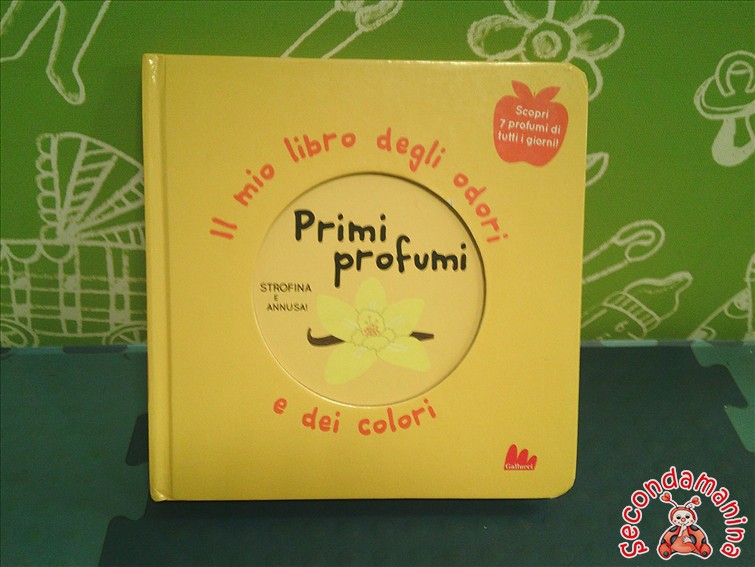 Scopri
7 profumi di
tutti i giorni!
Il mio libro degli odori
Primi
profumi
STROFINA
E
ANNUSA!
e dei colori
Gallucci
secondamanina